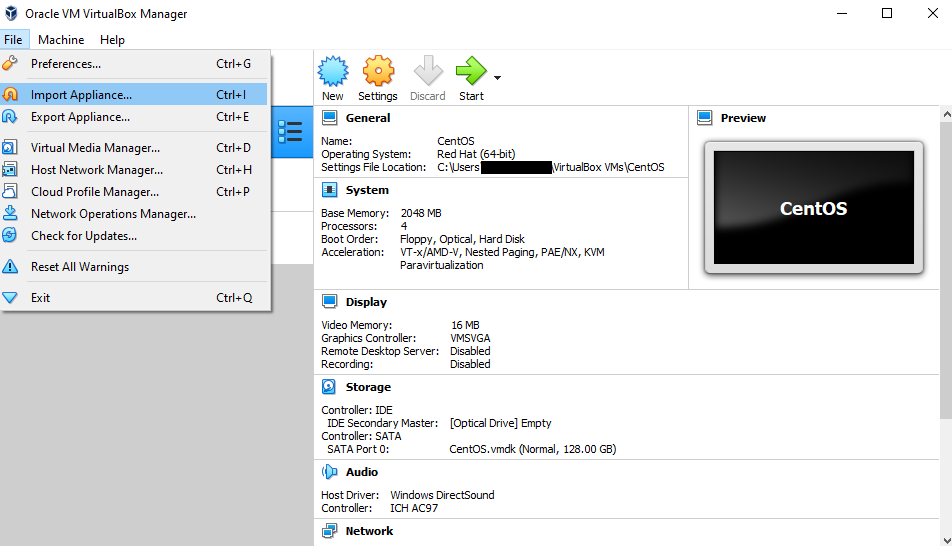 Oracle VM VirtualBox Manager
File Machine Help
Preferences... Ctrl+G
Import Appliance... Ctrl+I
Export Appliance... Ctrl+E
Virtual Media Manager... Ctrl+D
Host Network Manager... Ctrl+H
Cloud Profile Manager... Ctrl+P
Network Operations Manager...
Check for Updates...
Reset All Warnings
Exit Ctrl+Q
New Settings Discard Start
General
Name: CentOS
Operating System: Red Hat (64-bit)
Settings File Location: C:\Users \VirtualBox VMs\CentOS
System
Base Memory: 2048 MB
Processors: 4
Boot Order: Floppy, Optical, Hard Disk
Acceleration: VT-x/AMD-V, Nested Paging, PAE/NX, KVM
Paravirtualization
Preview
CentOS
Display
Video Memory: 16 MB
Graphics Controller: VMSVGA
Remote Desktop Server: Disabled
Recording: Disabled
Storage
Controller: IDE
IDE Secondary Master: [Optical Drive] Empty
Controller: SATA
SATA Port 0: CentOS.vmdk (Normal, 128.00 GB)
Audio
Host Driver: Windows DirectSound
Controller: ICH AC97
Network